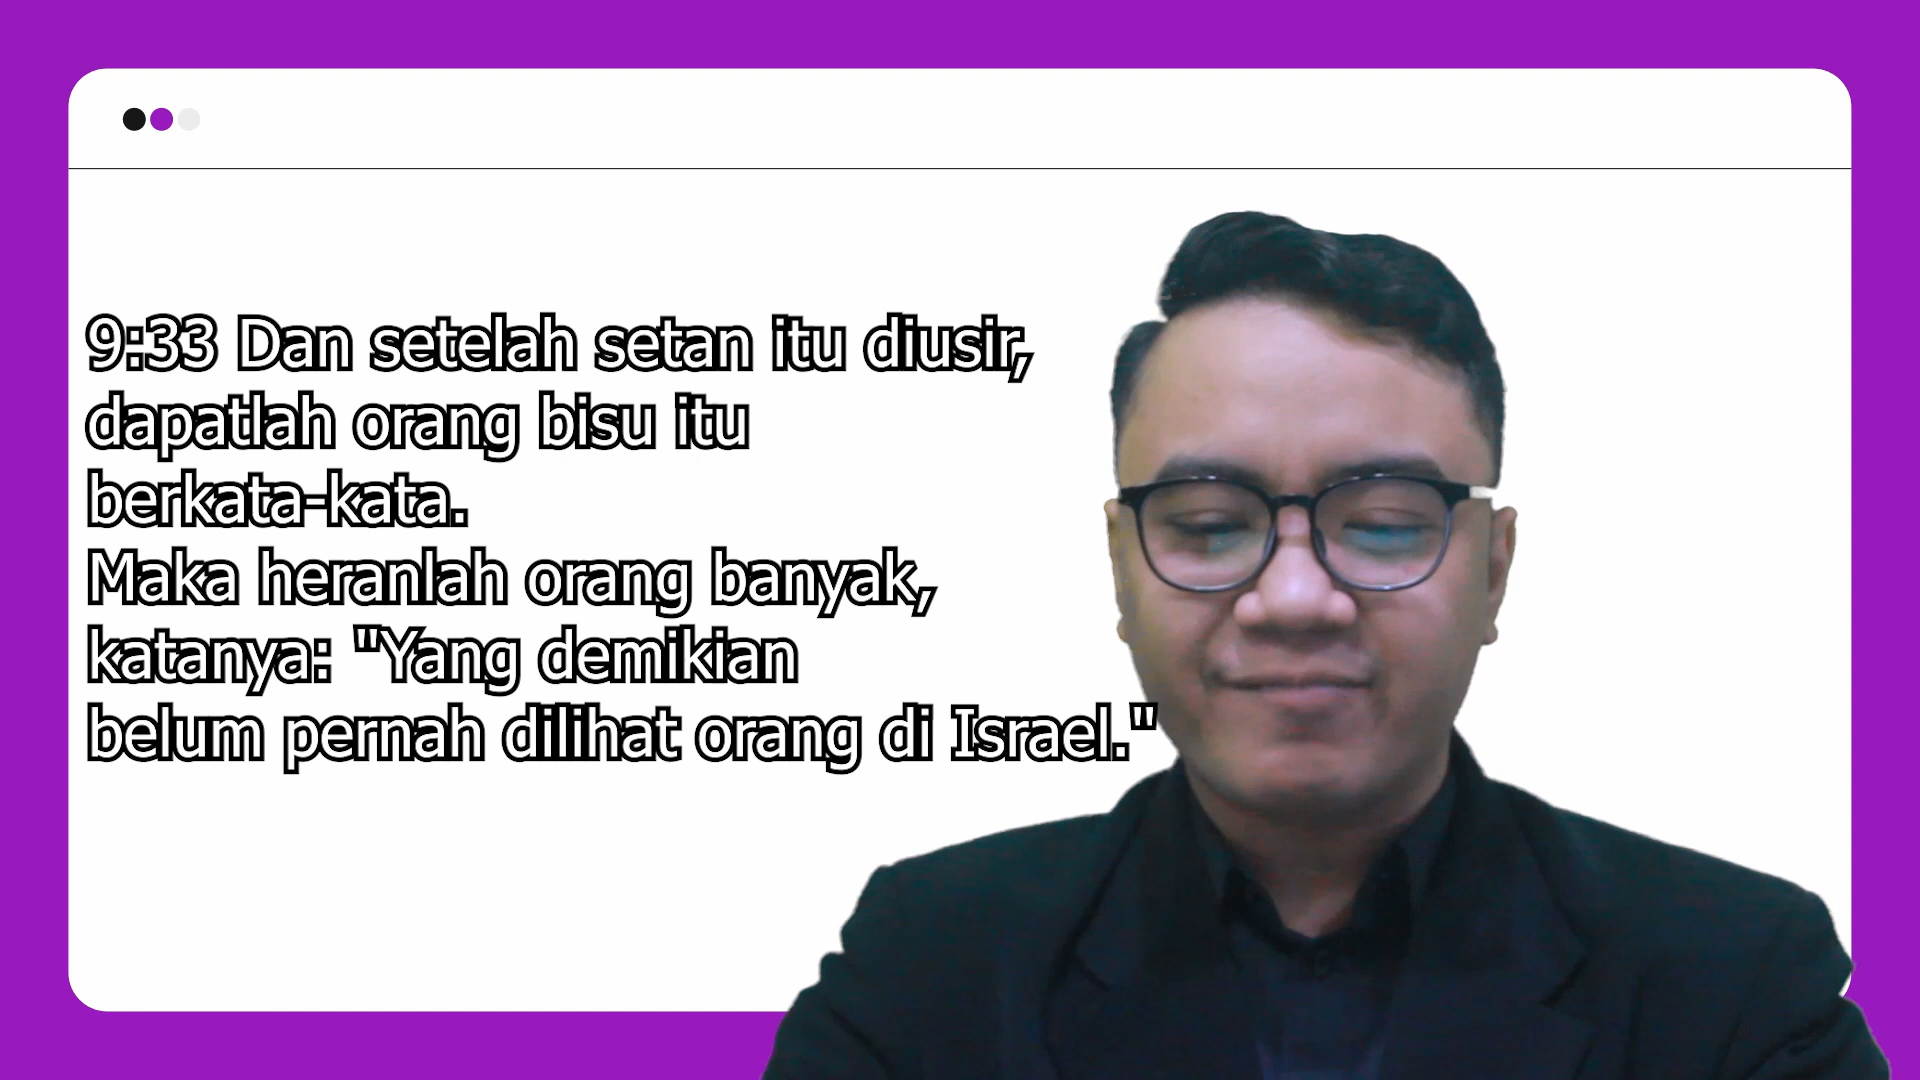 9:33 Dan setelah setan itu diusir,
dapatlah orang bisu itu
berkata-kata.
Maka heranlah orang banyak,
katanya: "Yang demikian
belum pernah dilihat orang di Israel."